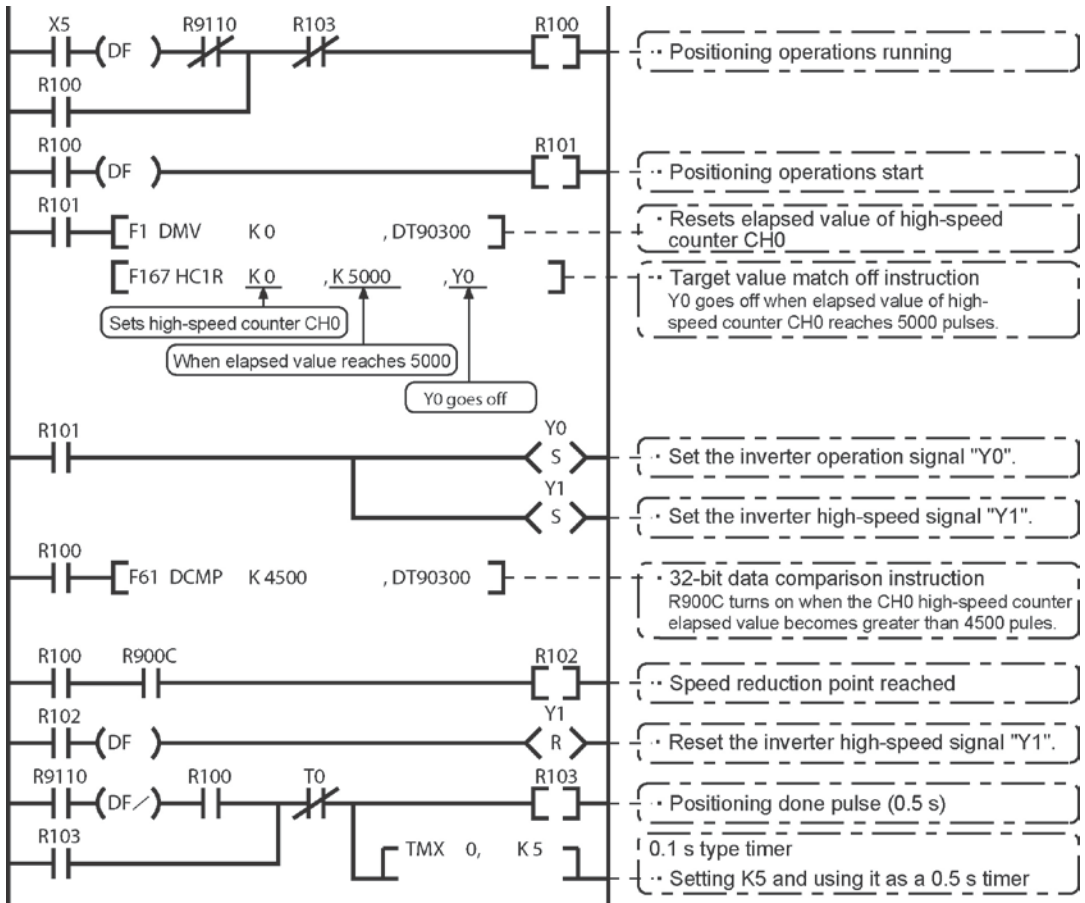 X5 R9110 R103 R100
(DF )
· Positioning operations running
R100
R100 R101
(DF )
· Positioning operations start
R101
F1 DMV K 0 , DT90300
· Resets elapsed value of high-speed
counter CH0
F167 HC1R K 0 , K 5000 , Y0
· Target value match off instruction
Y0 goes off when elapsed value of high-
speed counter CH0 reaches 5000 pulses.
Sets high-speed counter CH0
When elapsed value reaches 5000
Y0 goes off
R101 Y0
S
· Set the inverter operation signal "Y0".
Y1
S
· Set the inverter high-speed signal "Y1".
R100
F61 DCMP K 4500 , DT90300
· 32-bit data comparison instruction
R900C turns on when the CH0 high-speed counter
elapsed value becomes greater than 4500 pules.
R100 R900C R102
· Speed reduction point reached
R102 Y1
(DF ) R
· Reset the inverter high-speed signal "Y1".
R9110 R100 T0 R103
(DF/)
· Positioning done pulse (0.5 s)
R103
TMX 0, K 5
0.1 s type timer
· Setting K5 and using it as a 0.5 s timer